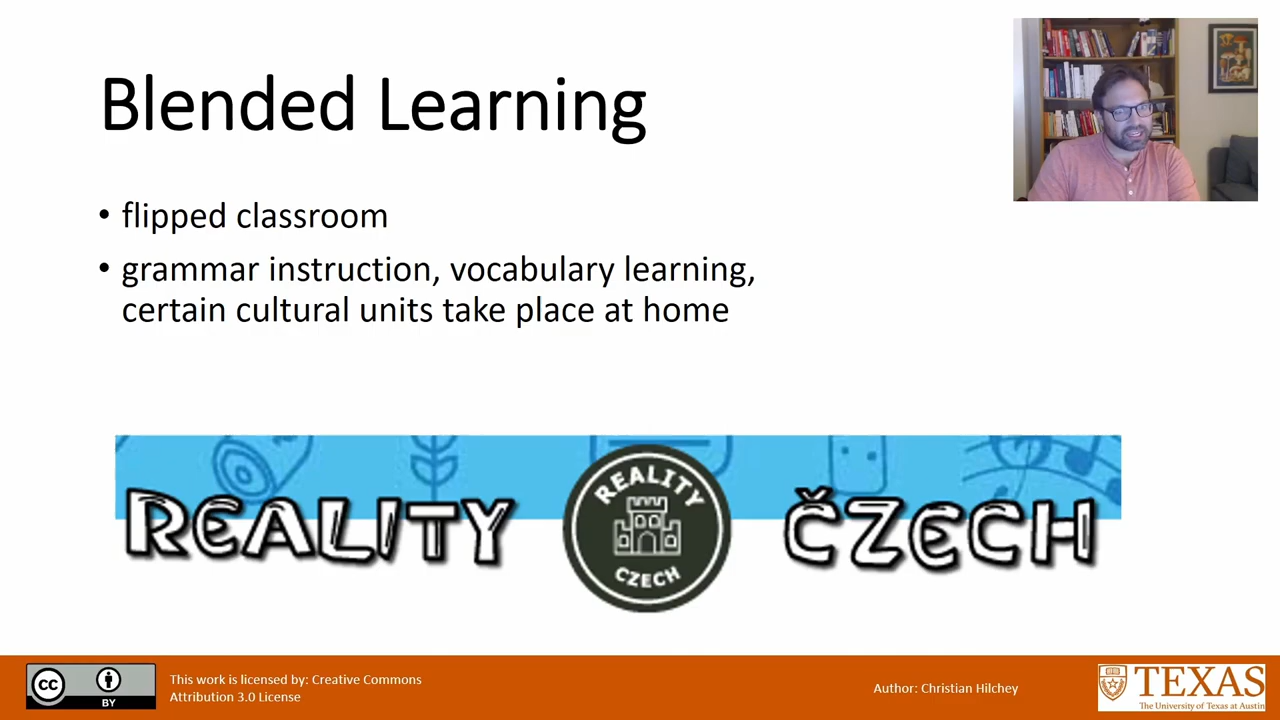 Blended Learning
• flipped classroom
• grammar instruction, vocabulary learning,
certain cultural units take place at home
REALITY
REALITY
CZECH
ČZECH
This work is licensed by: Creative Commons
Attribution 3.0 License
cc
BY
Author: Christian Hilchey
TEXAS
The University of Texas at Austin